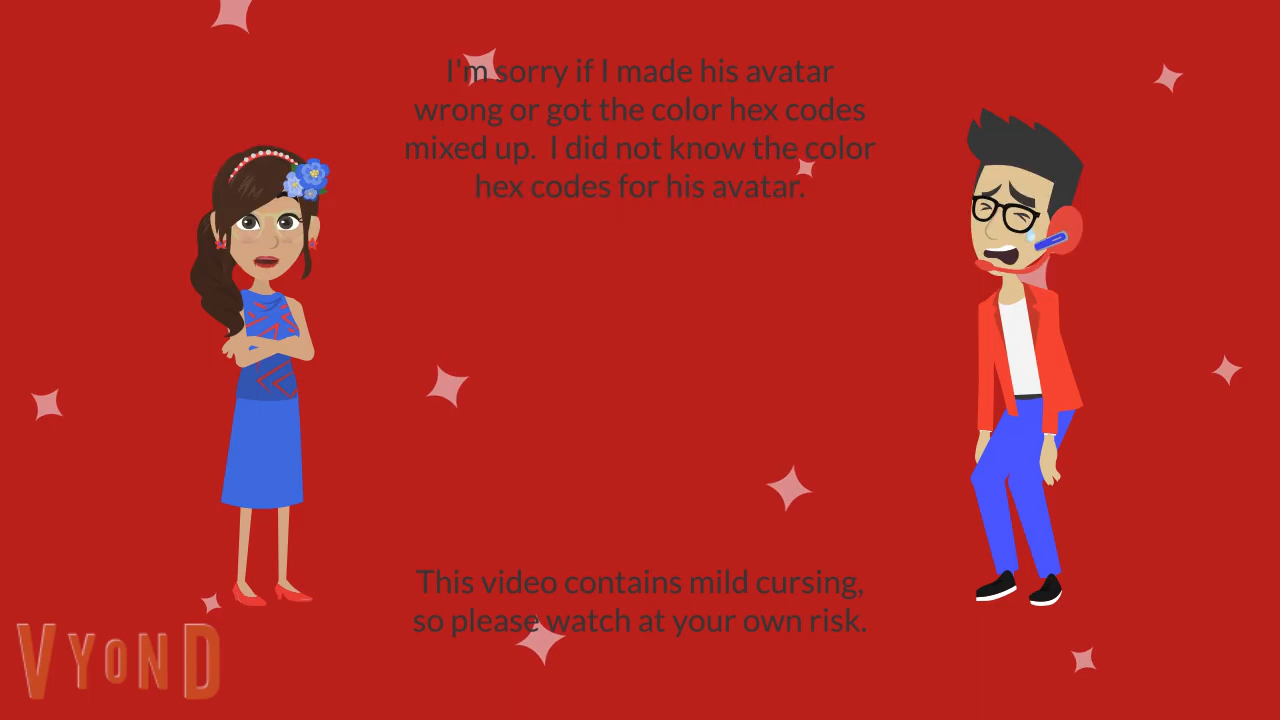 I'm sorry if I made his avatar
wrong or got the color hex codes
mixed up.  I did not know the color
hex codes for his avatar.
This video contains mild cursing,
so please watch at your own risk.
VYOND